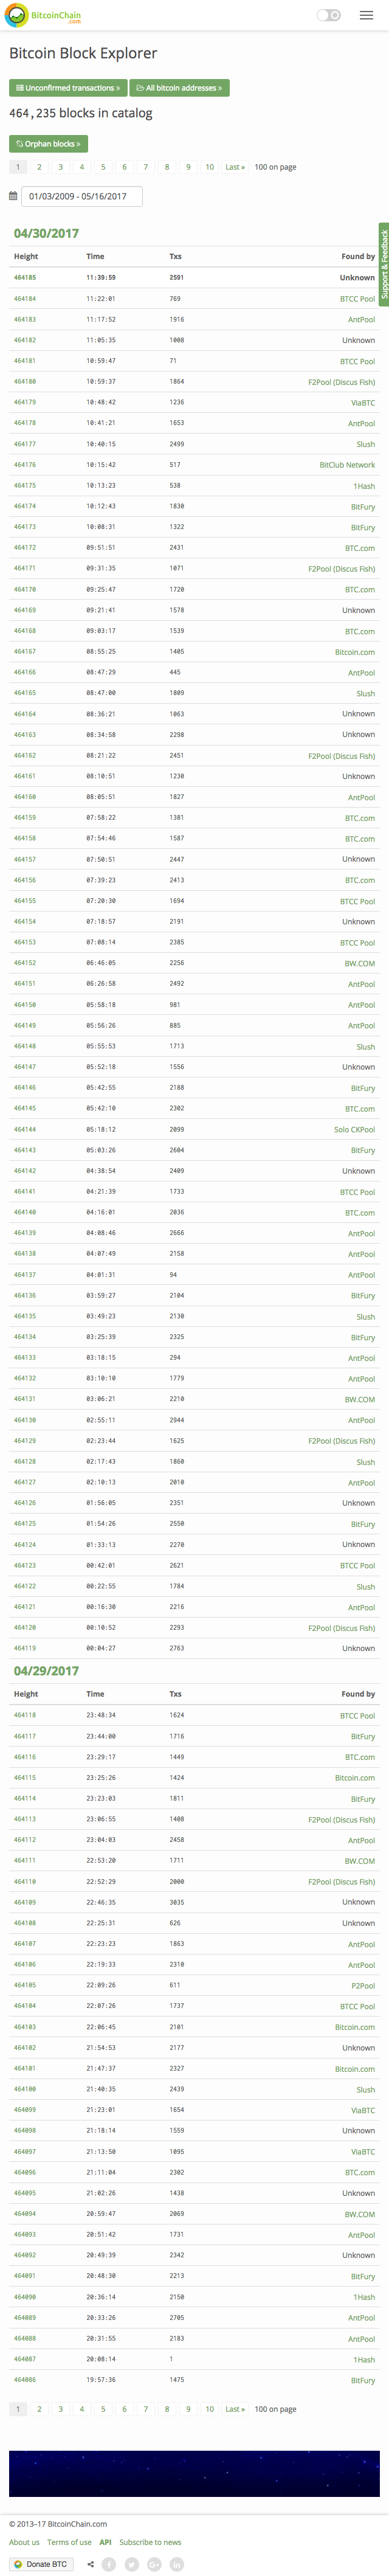 BitcoinChain
.com
Bitcoin Block Explorer
Unconfirmed transactions »
All bitcoin addresses »
464,235 blocks in catalog
Orphan blocks »
1 2 3 4 5 6 7 8 9 10 Last » 100 on page
01/03/2009 - 05/16/2017
Support & Feedback
04/30/2017
Height Time Txs Found by
464185 11:39:59 2591 Unknown
464184 11:22:01 769 BTCC Pool
464183 11:17:52 1916 AntPool
464182 11:05:35 1008 Unknown
464181 10:59:47 71 BTCC Pool
464180 10:59:37 1864 F2Pool (Discus Fish)
464179 10:48:42 1236 ViaBTC
464178 10:41:21 1653 AntPool
464177 10:40:15 2499 Slush
464176 10:15:42 517 BitClub Network
464175 10:13:23 538 1Hash
464174 10:12:43 1830 BitFury
464173 10:08:31 1322 BitFury
464172 09:51:51 2431 BTC.com
464171 09:31:35 1071 F2Pool (Discus Fish)
464170 09:25:47 1720 BTC.com
464169 09:21:41 1578 Unknown
464168 09:03:17 1539 BTC.com
464167 08:55:25 1405 Bitcoin.com
464166 08:47:29 445 AntPool
464165 08:47:00 1809 Slush
464164 08:36:21 1063 Unknown
464163 08:34:58 2298 Unknown
464162 08:21:22 2451 F2Pool (Discus Fish)
464161 08:10:51 1230 Unknown
464160 08:05:51 1827 AntPool
464159 07:58:22 1381 BTC.com
464158 07:54:46 1587 BTC.com
464157 07:50:51 2447 Unknown
464156 07:39:23 2413 BTC.com
464155 07:20:30 1694 BTCC Pool
464154 07:18:57 2191 Unknown
464153 07:08:14 2385 BTCC Pool
464152 06:46:05 2256 BW.COM
464151 06:26:58 2492 AntPool
464150 05:58:18 981 AntPool
464149 05:56:26 885 AntPool
464148 05:55:53 1713 Slush
464147 05:52:18 1556 Unknown
464146 05:42:55 2188 BitFury
464145 05:42:10 2302 BTC.com
464144 05:18:12 2099 Solo CKPool
464143 05:03:26 2604 BitFury
464142 04:38:54 2409 Unknown
464141 04:21:39 1733 BTCC Pool
464140 04:16:01 2036 BTC.com
464139 04:08:46 2666 AntPool
464138 04:07:49 2158 AntPool
464137 04:01:31 94 AntPool
464136 03:59:27 2104 BitFury
464135 03:49:23 2130 Slush
464134 03:25:39 2325 BitFury
464133 03:18:15 294 AntPool
464132 03:10:10 1779 AntPool
464131 03:06:21 2210 BW.COM
464130 02:55:11 2944 AntPool
464129 02:23:44 1625 F2Pool (Discus Fish)
464128 02:17:43 1860 Slush
464127 02:10:13 2010 AntPool
464126 01:56:05 2351 Unknown
464125 01:54:26 2550 BitFury
464124 01:33:13 2270 Unknown
464123 00:42:01 2621 BTCC Pool
464122 00:22:55 1784 Slush
464121 00:16:30 2216 AntPool
464120 00:10:52 2293 F2Pool (Discus Fish)
464119 00:04:27 2763 Unknown
04/29/2017
Height Time Txs Found by
464118 23:48:34 1624 BTCC Pool
464117 23:44:00 1716 BitFury
464116 23:29:17 1449 BTC.com
464115 23:25:26 1424 Bitcoin.com
464114 23:23:03 1811 BitFury
464113 23:06:55 1408 F2Pool (Discus Fish)
464112 23:04:03 2458 AntPool
464111 22:53:20 1711 BW.COM
464110 22:52:29 2000 F2Pool (Discus Fish)
464109 22:46:35 3035 Unknown
464108 22:25:31 626 Unknown
464107 22:23:23 1863 AntPool
464106 22:19:33 2310 AntPool
464105 22:09:26 611 P2Pool
464104 22:07:26 1737 BTCC Pool
464103 22:06:45 2101 Bitcoin.com
464102 21:54:53 2177 Unknown
464101 21:47:37 2327 Bitcoin.com
464100 21:40:35 2439 Slush
464099 21:23:01 1654 ViaBTC
464098 21:18:14 1559 Unknown
464097 21:13:50 1095 ViaBTC
464096 21:11:04 2302 BTC.com
464095 21:02:26 1438 Unknown
464094 20:59:47 2069 BW.COM
464093 20:51:42 1731 AntPool
464092 20:49:39 2342 Unknown
464091 20:48:30 2213 BitFury
464090 20:36:14 2150 1Hash
464089 20:33:26 2705 AntPool
464088 20:31:55 2183 AntPool
464087 20:08:14 1 1Hash
464086 19:57:36 1475 BitFury
1 2 3 4 5 6 7 8 9 10 Last » 100 on page
© 2013-17 BitcoinChain.com
About us Terms of use API Subscribe to news
Donate BTC